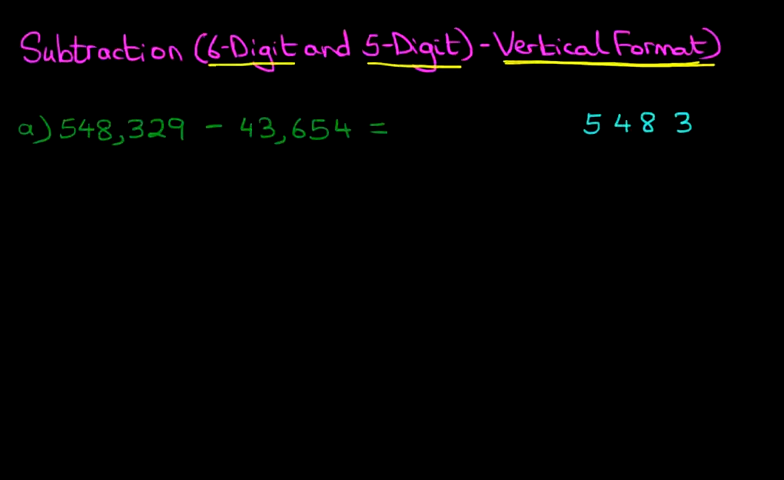 Subtraction (6-Digit and 5-Digit) - Vertical Format)
a) 548,329 - 43,654 = 5 4 8 3